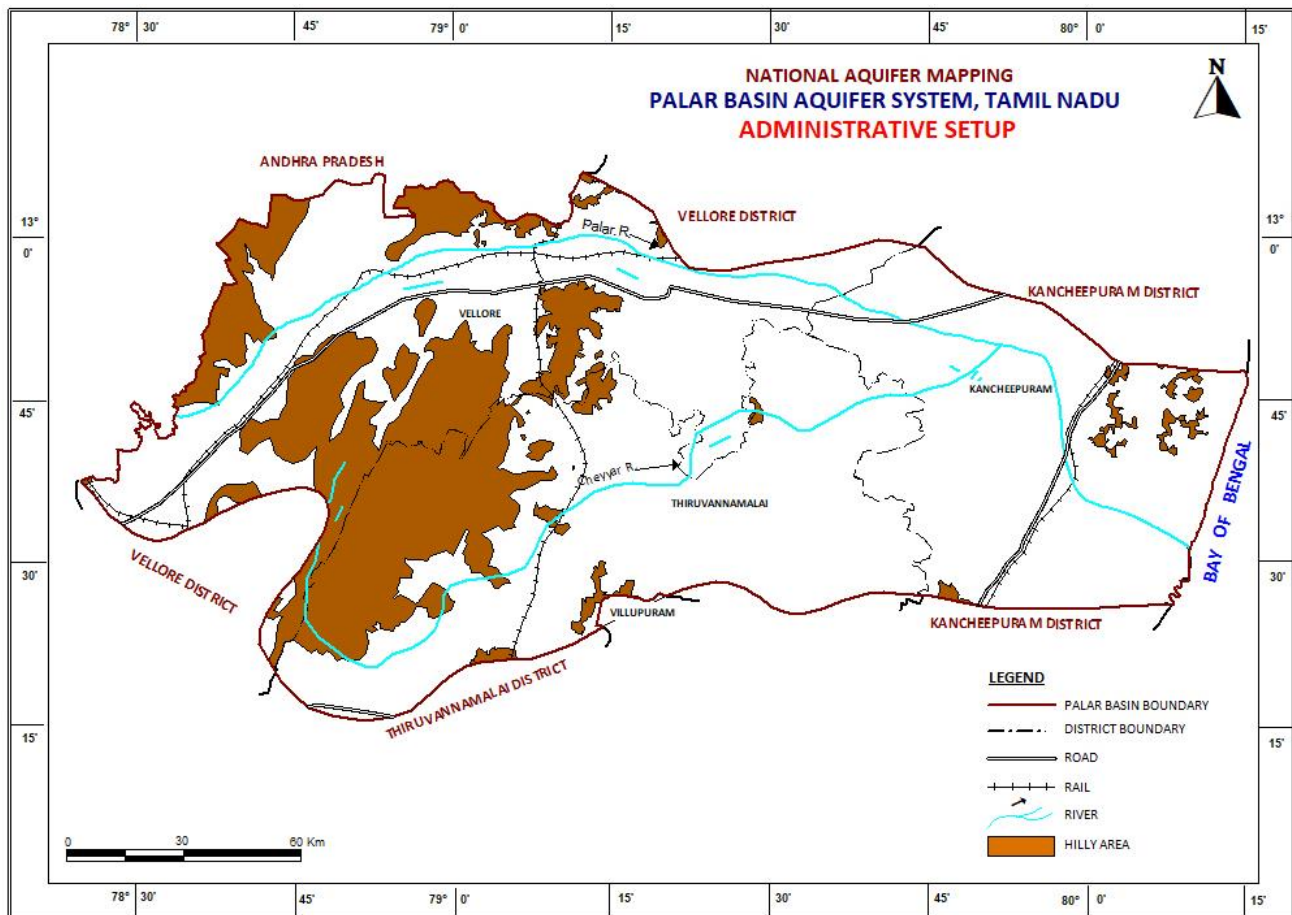 78° 30' 45' 79° 0' 15' 30' 45' 80° 0' 15'
NATIONAL AQUIFER MAPPING
PALAR BASIN AQUIFER SYSTEM, TAMIL NADU
ADMINISTRATIVE SETUP
N
ANDHRA PRADESH
VELLORE DISTRICT
Palar. R.
13° 0'
13° 0'
KANCHEEPURAM DISTRICT
VELLORE
KANCHEEPURAM
45'
45'
Cheyyar R.
THIRUVANNAMALAI
BAY OF BENGAL
30'
30'
VELLORE DISTRICT
VILLUPURAM
KANCHEEPURAM DISTRICT
THIRUVANNAMALAI DISTRICT
15'
15'
LEGEND
PALAR BASIN BOUNDARY
DISTRICT BOUNDARY
ROAD
RAIL
RIVER
HILLY AREA
0 30 60 Km
78° 30' 45' 79° 0' 15' 30' 45' 80° 0' 15'